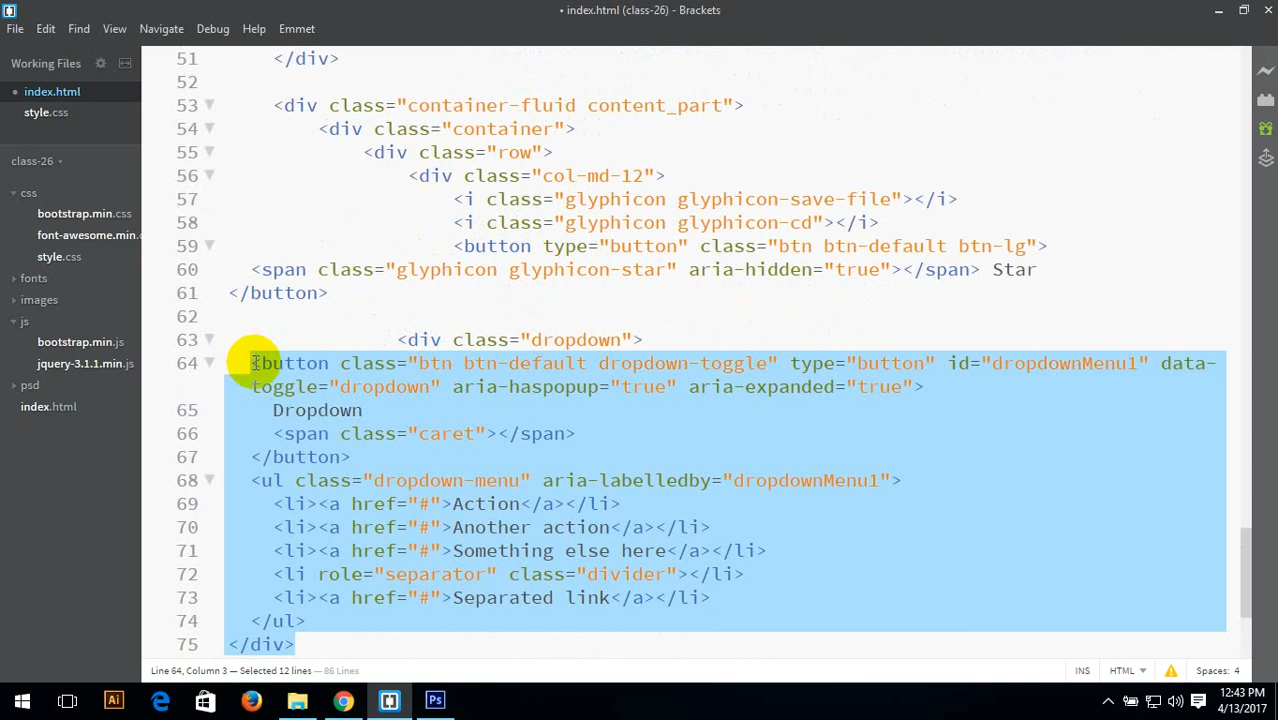 • index.html (class-26) - Brackets
File Edit Find View Navigate Debug Help Emmet
Working Files
index.html
style.css
class-26
css
bootstrap.min.css
font-awesome.min.c
style.css
fonts
images
js
bootstrap.min.js
jquery-3.1.1.min.js
psd
index.html
51 </div>
52
53 <div class="container-fluid content_part">
54 <div class="container">
55 <div class="row">
56 <div class="col-md-12">
57 <i class="glyphicon glyphicon-save-file"></i>
58 <i class="glyphicon glyphicon-cd"></i>
59 <button type="button" class="btn btn-default btn-lg">
60 <span class="glyphicon glyphicon-star" aria-hidden="true"></span> Star
61 </button>
62
63 <div class="dropdown">
64 <button class="btn btn-default dropdown-toggle" type="button" id="dropdownMenu1" data-
toggle="dropdown" aria-haspopup="true" aria-expanded="true">
65 Dropdown
66 <span class="caret"></span>
67 </button>
68 <ul class="dropdown-menu" aria-labelledby="dropdownMenu1">
69 <li><a href="#">Action</a></li>
70 <li><a href="#">Another action</a></li>
71 <li><a href="#">Something else here</a></li>
72 <li role="separator" class="divider"></li>
73 <li><a href="#">Separated link</a></li>
74 </ul>
75 </div>
Line 64, Column 3 — Selected 12 lines — 86 Lines
INS HTML Spaces: 4
Ai
Ps
12:43 PM
4/13/2017